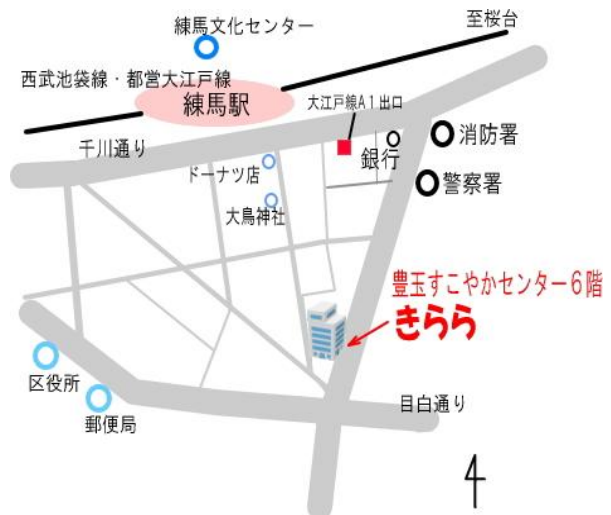 至桜台
練馬文化センター
西武池袋線・都営大江戸線
練馬駅
大江戸線A1出口
千川通り
消防署
銀行
ドーナツ店
警察署
大鳥神社
豊玉すこやかセンター6階
きらら
区役所
目白通り
郵便局